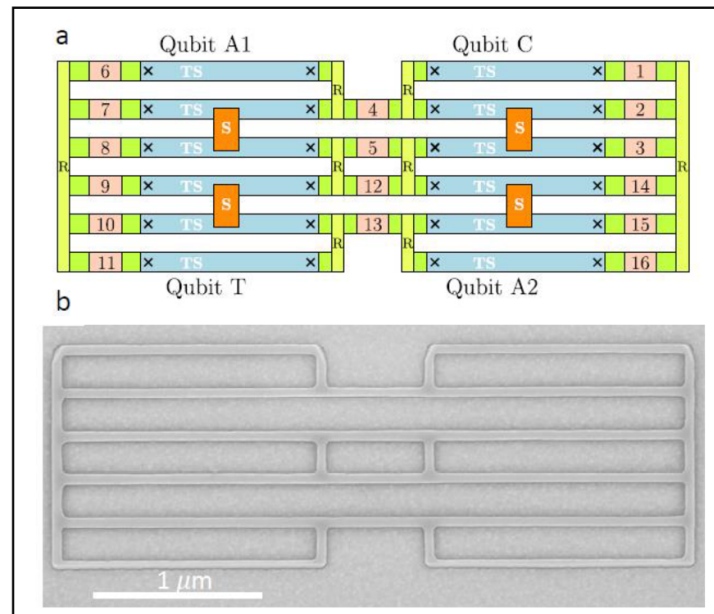 a
Qubit A1 Qubit C
6 TS TS 1
R R
7 TS 4 TS 2
S S
8 TS 5 TS 3
R R R R
9 TS 12 TS 14
S S
10 TS 13 TS 15
R R
11 TS TS 16
Qubit T Qubit A2
b
1 μm